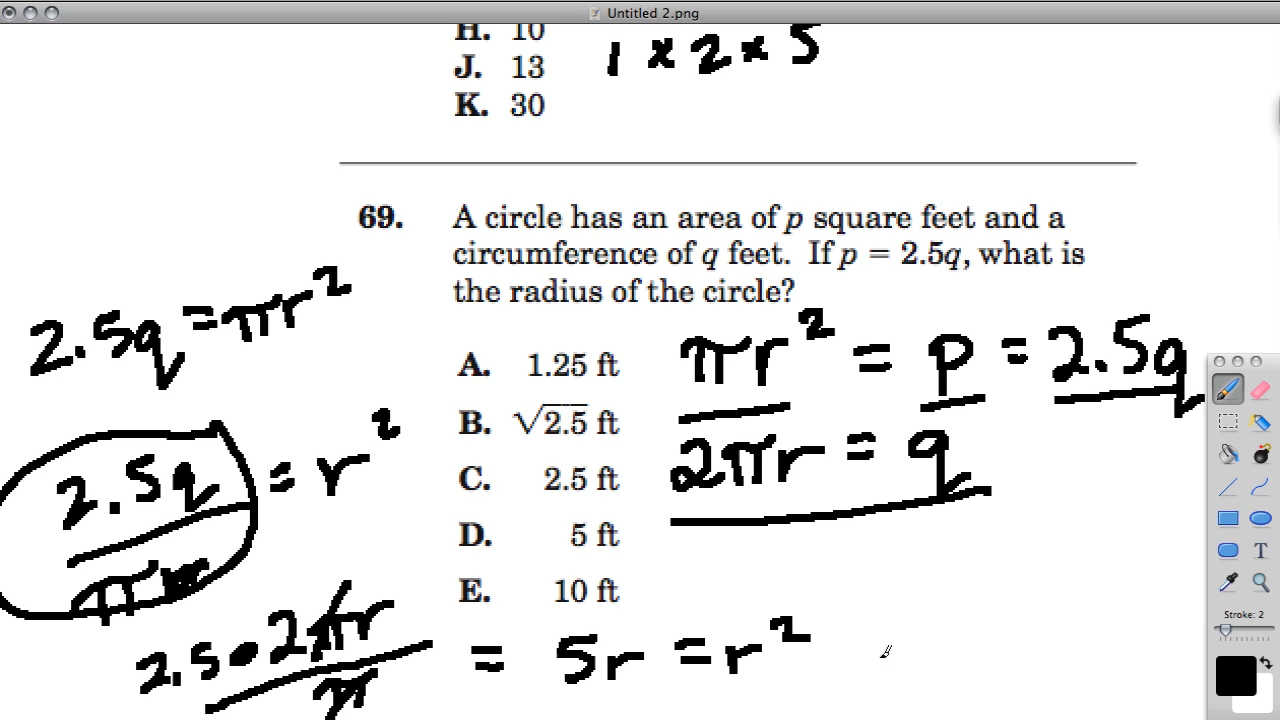 Untitled 2.png
H. 10
1 × 2 × 5
J. 13
K. 30
69. A circle has an area of p square feet and a
circumference of q feet. If p = 2.5q, what is
the radius of the circle?
2.5q = πr²
A. 1.25 ft
πr² = p = 2.5q
B. √2.5 ft
2πr = q
C. 2.5 ft
2.5q/π = r²
D. 5 ft
E. 10 ft
2.5 • 2πr/π = 5r = r²
T
Stroke: 2